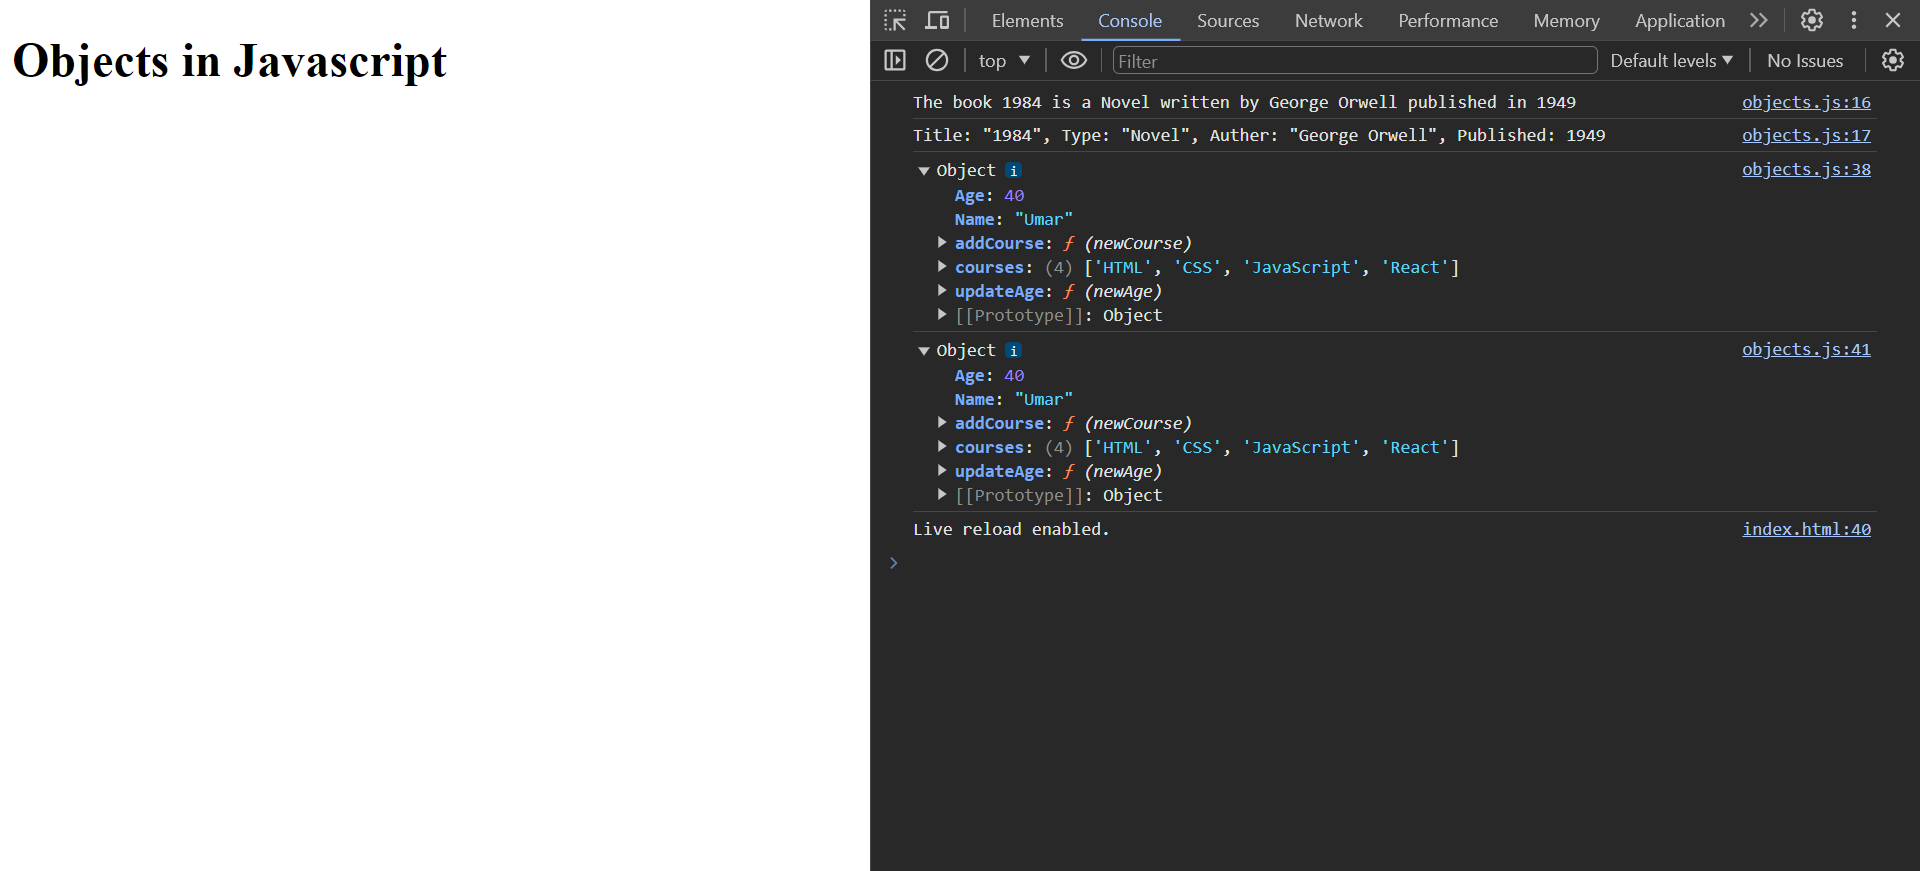 Objects in Javascript
Elements Console Sources Network Performance Memory Application
top Filter Default levels No Issues
The book 1984 is a Novel written by George Orwell published in 1949 objects.js:16
Title: "1984", Type: "Novel", Auther: "George Orwell", Published: 1949 objects.js:17
Object i objects.js:38
Age: 40
Name: "Umar"
addCourse: ƒ (newCourse)
courses: (4) ['HTML', 'CSS', 'JavaScript', 'React']
updateAge: ƒ (newAge)
[[Prototype]]: Object
Object i objects.js:41
Age: 40
Name: "Umar"
addCourse: ƒ (newCourse)
courses: (4) ['HTML', 'CSS', 'JavaScript', 'React']
updateAge: ƒ (newAge)
[[Prototype]]: Object
Live reload enabled. index.html:40